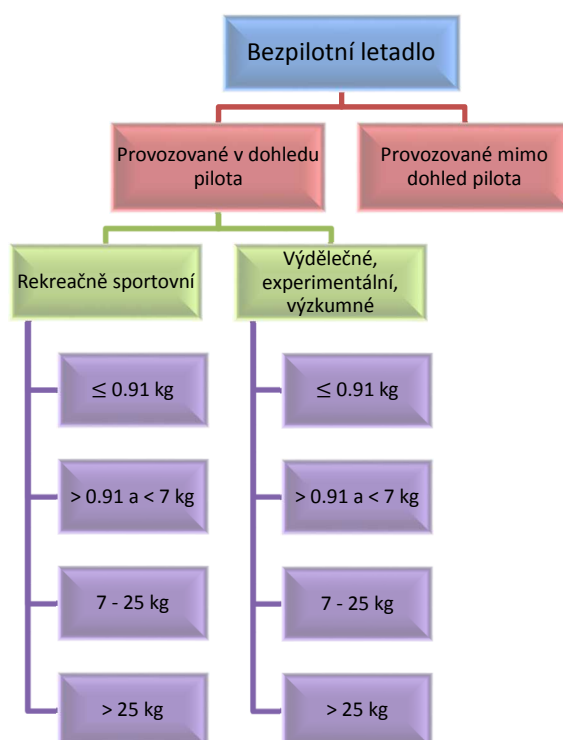 Bezpilotní letadlo
Provozované v dohledu
pilota
Provozované mimo
dohled pilota
Rekreačně sportovní
Výdělečné,
experimentální,
výzkumné
≤ 0.91 kg
> 0.91 a < 7 kg
7 - 25 kg
> 25 kg
≤ 0.91 kg
> 0.91 a < 7 kg
7 - 25 kg
> 25 kg